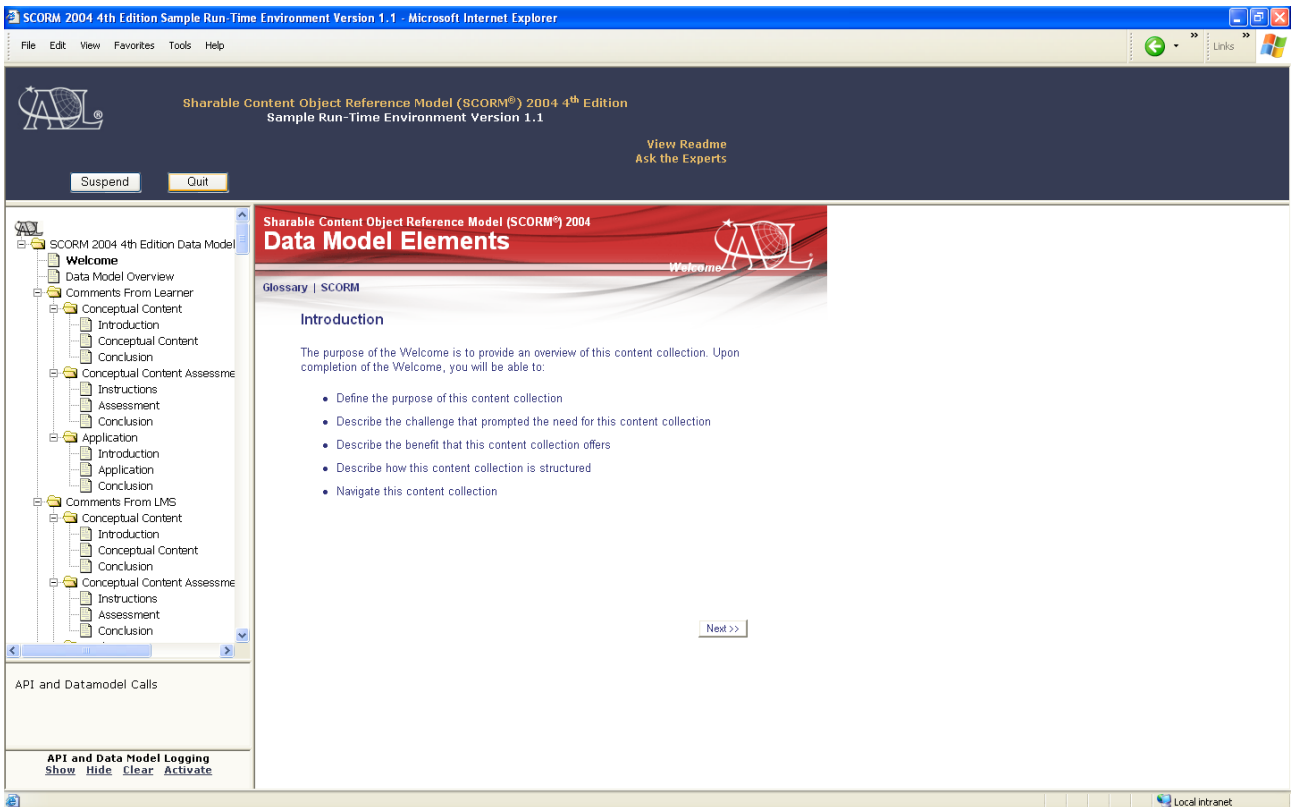 SCORM 2004 4th Edition Sample Run-Time Environment Version 1.1 - Microsoft Internet Explorer
File Edit View Favorites Tools Help
Links
ADL®
Sharable Content Object Reference Model (SCORM®) 2004 4th Edition
Sample Run-Time Environment Version 1.1
View Readme
Ask the Experts
Suspend Quit
ADL
SCORM 2004 4th Edition Data Model
Welcome
Data Model Overview
Comments From Learner
Conceptual Content
Introduction
Conceptual Content
Conclusion
Conceptual Content Assessme
Instructions
Assessment
Conclusion
Application
Introduction
Application
Conclusion
Comments From LMS
Conceptual Content
Introduction
Conceptual Content
Conclusion
Conceptual Content Assessme
Instructions
Assessment
Conclusion
API and Datamodel Calls
API and Data Model Logging
Show Hide Clear Activate
Sharable Content Object Reference Model (SCORM®) 2004
Data Model Elements
ADL
Welcome
Glossary | SCORM
Introduction
The purpose of the Welcome is to provide an overview of this content collection. Upon
completion of the Welcome, you will be able to:
• Define the purpose of this content collection
• Describe the challenge that prompted the need for this content collection
• Describe the benefit that this content collection offers
• Describe how this content collection is structured
• Navigate this content collection
Next >>
Local intranet